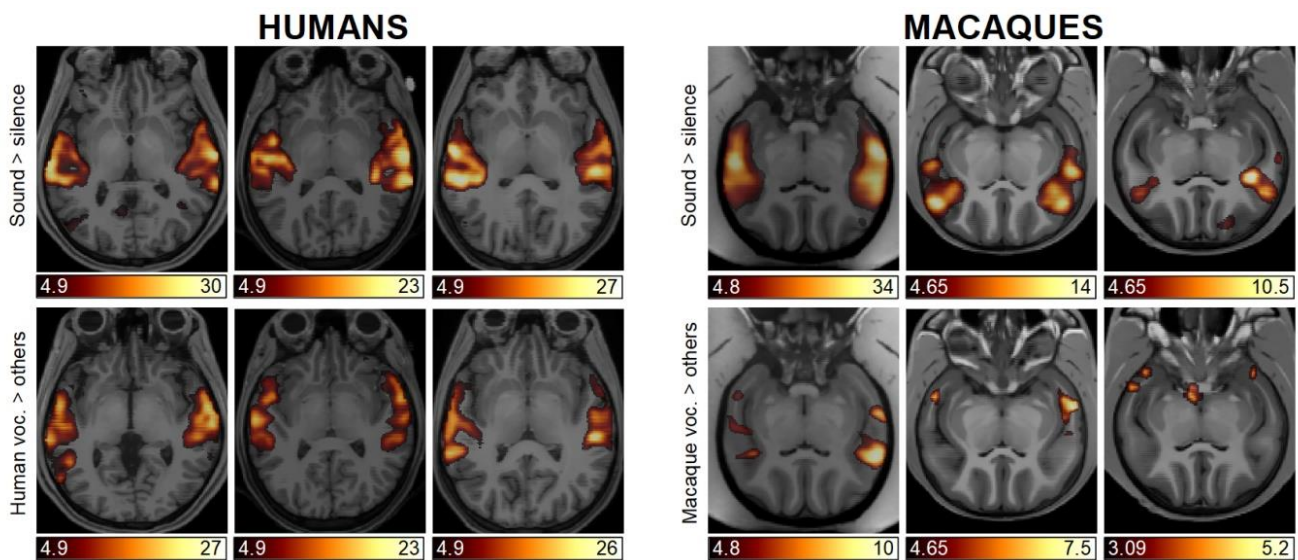 HUMANS
MACAQUES
Sound > silence
4.9 30
4.9 23
4.9 27
Sound > silence
4.8 34
4.65 14
4.65 10.5
Human voc. > others
4.9 27
4.9 23
4.9 26
Macaque voc. > others
4.8 10
4.65 7.5
3.09 5.2